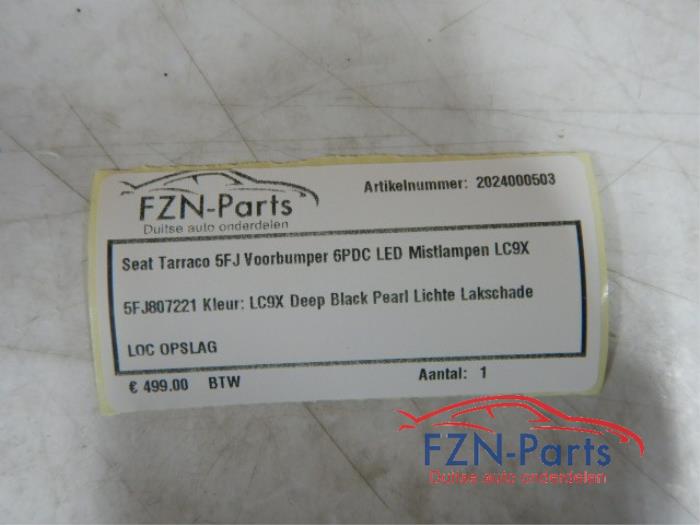 FZN-Parts
Duitse auto onderdelen
Artikelnummer: 2024000503
Seat Tarraco 5FJ Voorbumper 6PDC LED Mistlampen LC9X
5FJ807221 Kleur: LC9X Deep Black Pearl Lichte Lakschade
LOC OPSLAG
€ 499.00 BTW
Aantal: 1
FZN-Parts
Duitse auto onderdelen